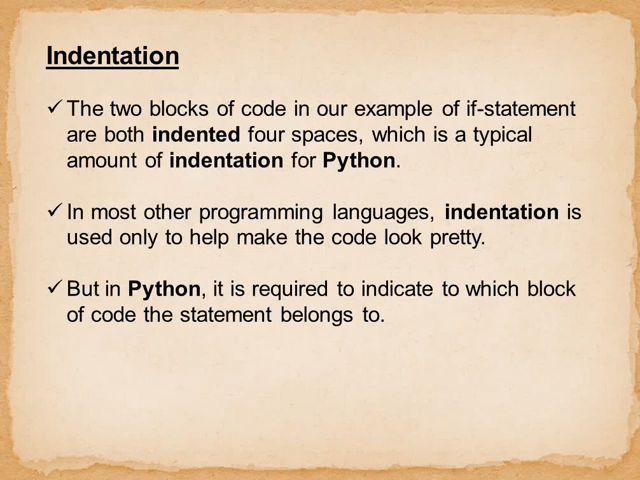 Indentation
✓ The two blocks of code in our example of if-statement
are both indented four spaces, which is a typical
amount of indentation for Python.
✓ In most other programming languages, indentation is
used only to help make the code look pretty.
✓ But in Python, it is required to indicate to which block
of code the statement belongs to.